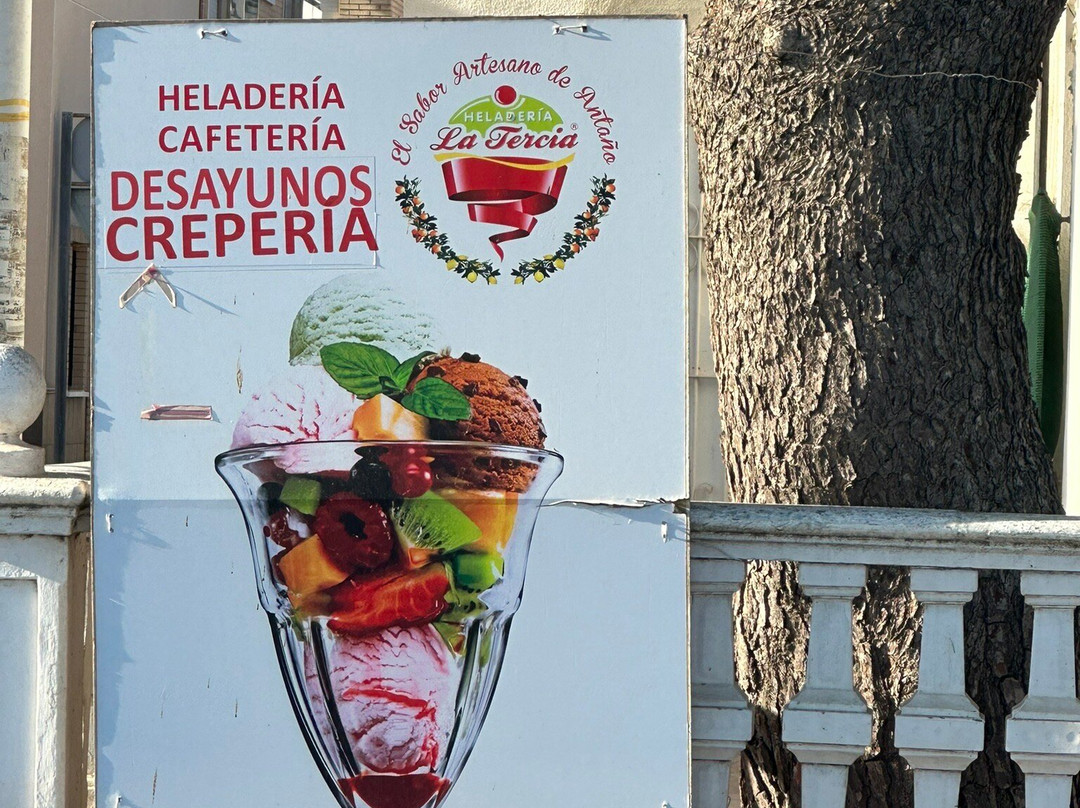 HELADERÍA
CAFETERÍA
DESAYUNOS
CREPERÍA
El Sabor Artesano de Antaño
HELADERÍA
La Tercia®